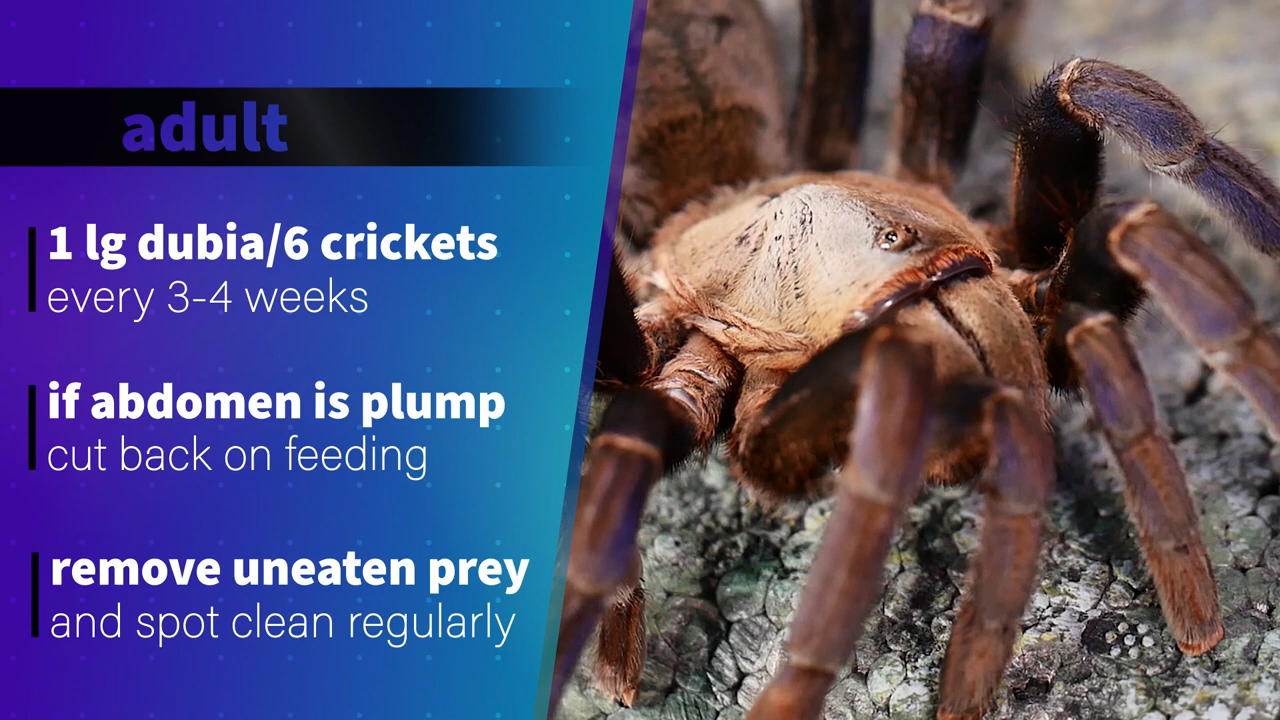 adult
1 lg dubia/6 crickets
every 3-4 weeks
if abdomen is plump
cut back on feeding
remove uneaten prey
and spot clean regularly